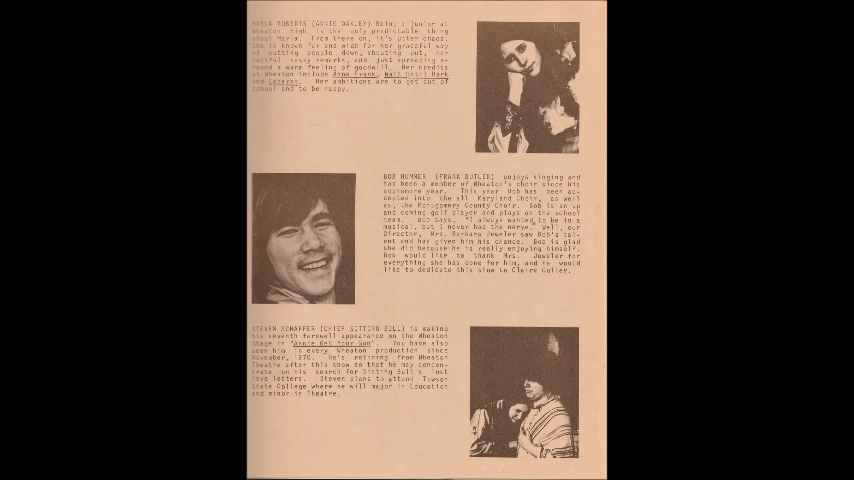 MARLA ROBERTS (ANNIE OAKLEY) Being a junior at
Wheaton High is the only predictable thing
about Marla. From there on, it's utter chaos.
She is known far and wide for her graceful way
of putting people down, shouting out, her
tactful sassy remarks, and just spreading a-
round a warm feeling of goodwill. Her credits
at Wheaton include Anne Frank, Wait Until Dark
and Cabaret. Her ambitions are to get out of
school and to be happy.
BOB HUMMER (FRANK BUTLER) enjoys singing and
has been a member of Wheaton's choir since his
sophomore year. This year Bob has been ac-
cepted into the all Maryland Choir, as well
as, the Montgomery County Choir. Bob is an up
and coming golf player and plays on the school
team. Bob says, "I always wanted to be in a
musical, but I never had the nerve." Well, our
Director, Mrs. Barbara Jeweler saw Bob's tal-
ent and has given him his chance. Bob is glad
she did because he is really enjoying himself.
Bob would like to thank Mrs. Jeweler for
everything she has done for him, and he would
like to dedicate this show to Claire Culler.
STEVEN SCHAFFER (CHIEF SITTING BULL) is making
his seventh farewell appearance on the Wheaton
Stage in "Annie Get Your Gun". You have also
seen him in every Wheaton production since
November, 1970. He's retiring from Wheaton
Theatre after this show so that he may concen-
trate on his search for Sitting Bull's lost
love letters. Steven plans to attend Towson
State College where he will major in Education
and minor in Theatre.